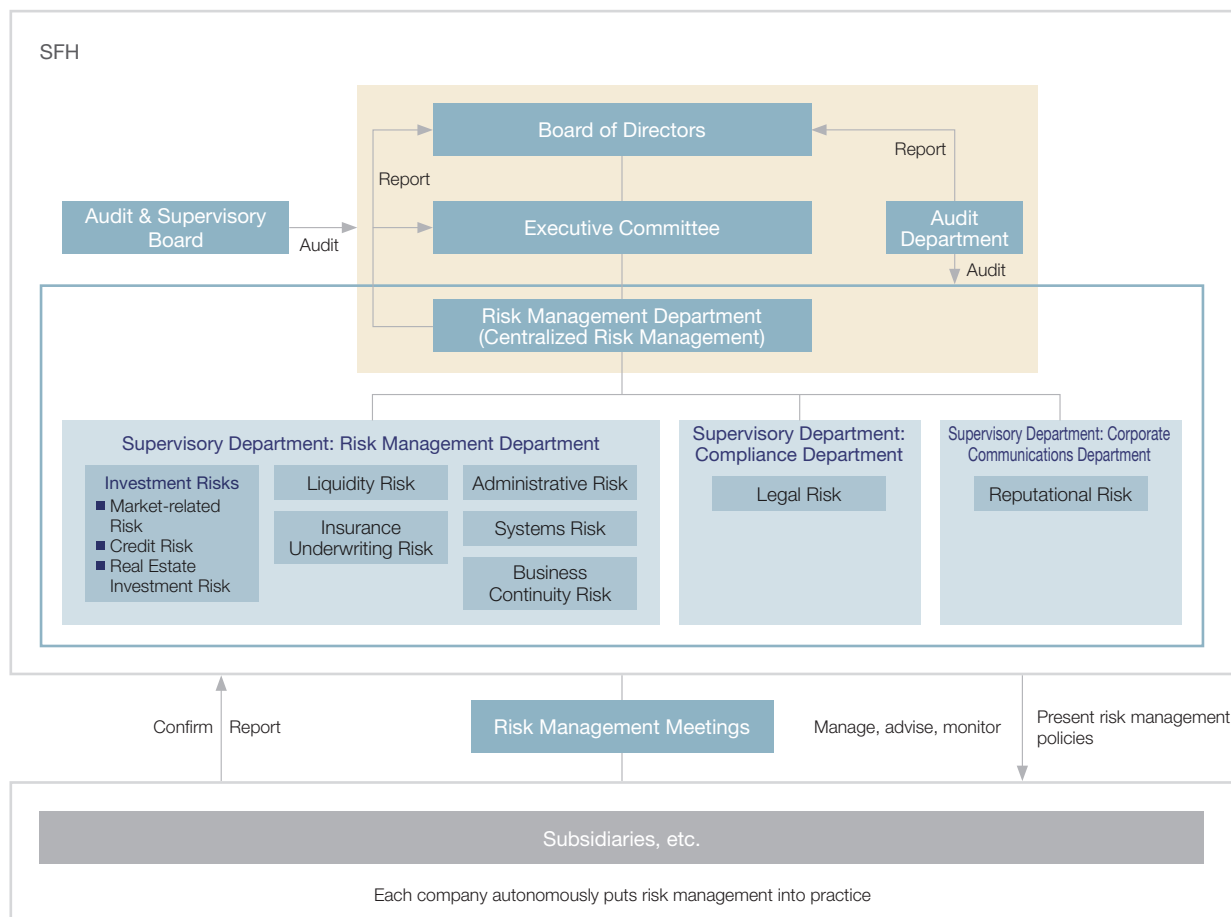 SFH
Board of Directors
Report
Report
Audit & Supervisory
Board
Audit
Executive Committee
Audit
Department
Audit
Risk Management Department
(Centralized Risk Management)
Supervisory Department: Risk Management Department
Investment Risks
■ Market-related
Risk
■ Credit Risk
■ Real Estate
Investment Risk
Liquidity Risk
Insurance
Underwriting Risk
Administrative Risk
Systems Risk
Business
Continuity Risk
Supervisory Department:
Compliance Department
Legal Risk
Supervisory Department: Corporate
Communications Department
Reputational Risk
Confirm
Report
Risk Management Meetings
Manage, advise, monitor
Present risk management
policies
Subsidiaries, etc.
Each company autonomously puts risk management into practice